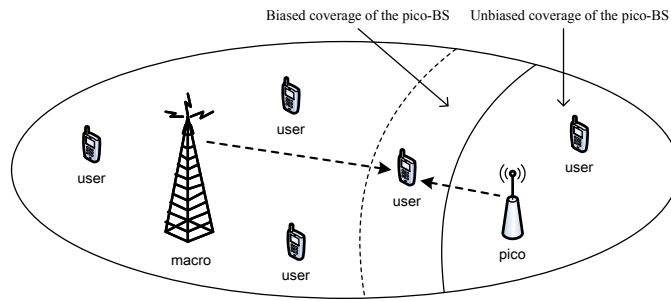 Biased coverage of the pico-BS
Unbiased coverage of the pico-BS
user
user
user
user
user
macro
pico